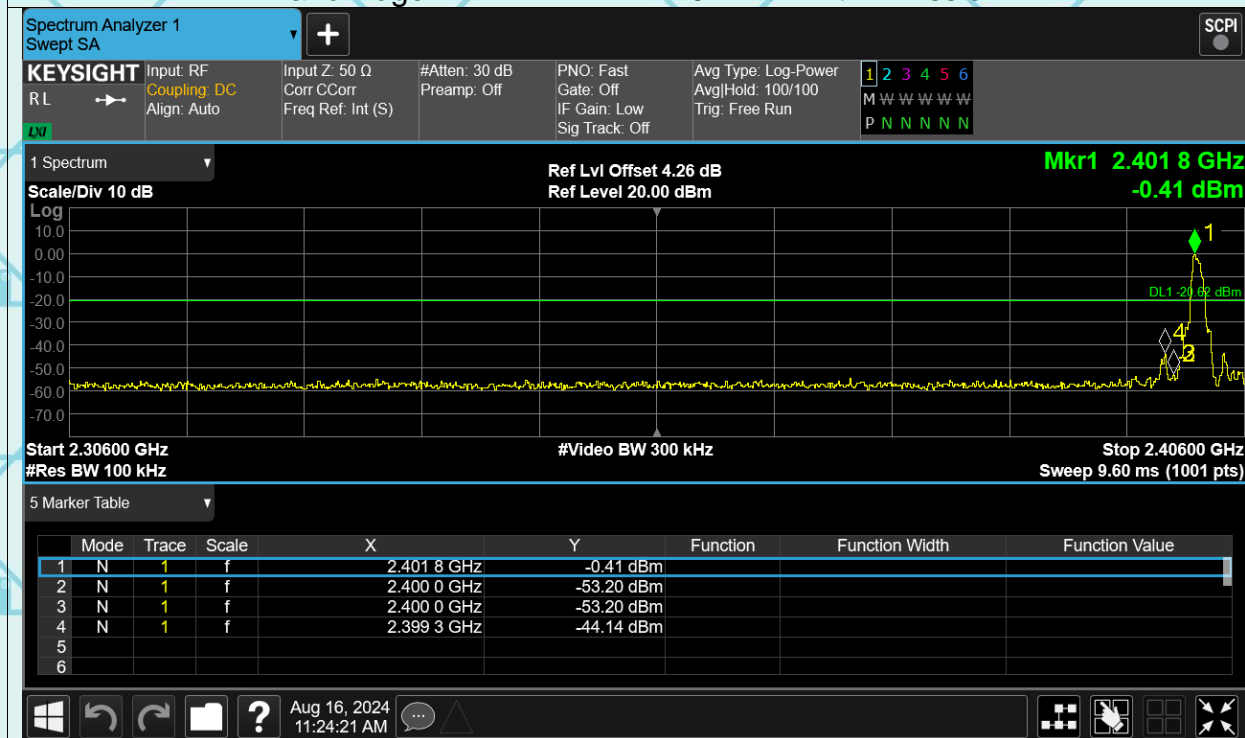 Spectrum Analyzer 1
Swept SA
+
SCPI
KEYSIGHT
RL
LXI
Input: RF
Coupling: DC
Align: Auto
Input Z: 50 Ω
Corr CCorr
Freq Ref: Int (S)
#Atten: 30 dB
Preamp: Off
PNO: Fast
Gate: Off
IF Gain: Low
Sig Track: Off
Avg Type: Log-Power
Avg|Hold: 100/100
Trig: Free Run
1 2 3 4 5 6
M W W W W W
P N N N N N N
1 Spectrum
Scale/Div 10 dB
Ref Lvl Offset 4.26 dB
Ref Level 20.00 dBm
Mkr1 2.401 8 GHz
-0.41 dBm
Log
10.0
0.00
-10.0
-20.0
-30.0
-40.0
-50.0
-60.0
-70.0
1
DL1 -20.62 dBm
4
3
Start 2.30600 GHz
#Res BW 100 kHz
#Video BW 300 kHz
Stop 2.40600 GHz
Sweep 9.60 ms (1001 pts)
5 Marker Table
Mode Trace Scale X Y Function Function Width Function Value
1 N 1 f 2.401 8 GHz -0.41 dBm
2 N 1 f 2.400 0 GHz -53.20 dBm
3 N 1 f 2.400 0 GHz -53.20 dBm
4 N 1 f 2.399 3 GHz -44.14 dBm
5
6
?
Aug 16, 2024
11:24:21 AM